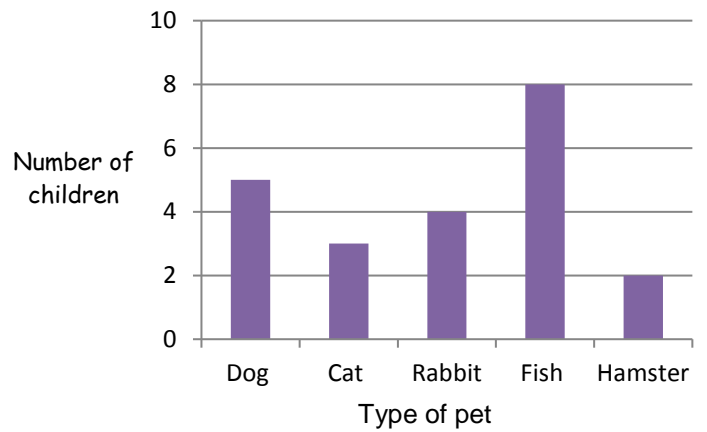 10
8
6
4
2
0
Number of
children
Dog Cat Rabbit Fish Hamster
Type of pet